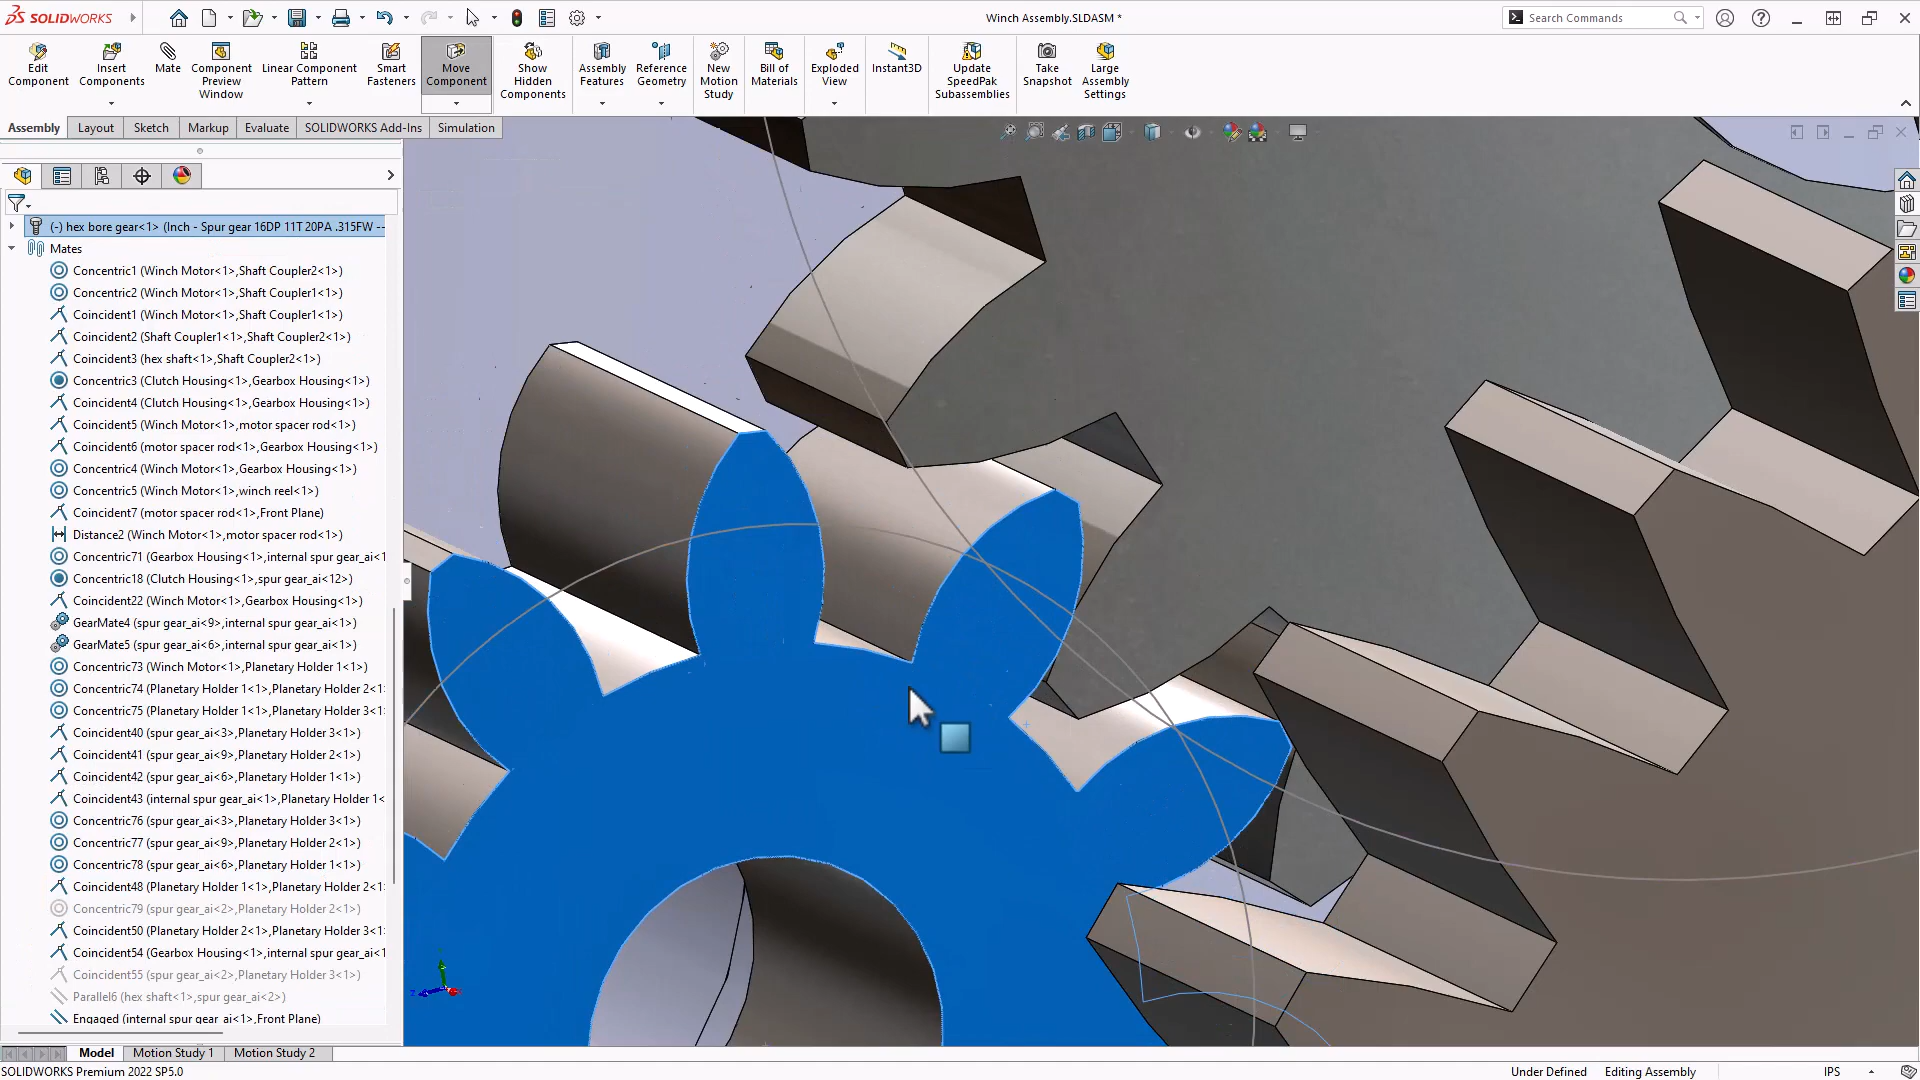 SOLIDWORKS
Winch Assembly.SLDASM *
Search Commands
Edit Component
Insert Components
Mate
Component Preview Window
Linear Component Pattern
Smart Fasteners
Move Component
Show Hidden Components
Assembly Features
Reference Geometry
New Motion Study
Bill of Materials
Exploded View
Instant3D
Update SpeedPak Subassemblies
Take Snapshot
Large Assembly Settings
Assembly
Layout
Sketch
Markup
Evaluate
SOLIDWORKS Add-Ins
Simulation
(-) hex bore gear<1> (Inch - Spur gear 16DP 11T 20PA .315FW --
Mates
Concentric1 (Winch Motor<1>,Shaft Coupler2<1>)
Concentric2 (Winch Motor<1>,Shaft Coupler1<1>)
Coincident1 (Winch Motor<1>,Shaft Coupler1<1>)
Coincident2 (Shaft Coupler1<1>,Shaft Coupler2<1>)
Coincident3 (hex shaft<1>,Shaft Coupler2<1>)
Concentric3 (Clutch Housing<1>,Gearbox Housing<1>)
Coincident4 (Clutch Housing<1>,Gearbox Housing<1>)
Coincident5 (Winch Motor<1>,motor spacer rod<1>)
Coincident6 (motor spacer rod<1>,Gearbox Housing<1>)
Concentric4 (Winch Motor<1>,Gearbox Housing<1>)
Concentric5 (Winch Motor<1>,winch reel<1>)
Coincident7 (motor spacer rod<1>,Front Plane)
Distance2 (Winch Motor<1>,motor spacer rod<1>)
Concentric71 (Gearbox Housing<1>,internal spur gear_ai<1
Concentric18 (Clutch Housing<1>,spur gear_ai<12>)
Coincident22 (Winch Motor<1>,Gearbox Housing<1>)
GearMate4 (spur gear_ai<9>,internal spur gear_ai<1>)
GearMate5 (spur gear_ai<6>,internal spur gear_ai<1>)
Concentric73 (Winch Motor<1>,Planetary Holder 1<1>)
Concentric74 (Planetary Holder 1<1>,Planetary Holder 2<1>
Concentric75 (Planetary Holder 1<1>,Planetary Holder 3<1>
Coincident40 (spur gear_ai<3>,Planetary Holder 3<1>)
Coincident41 (spur gear_ai<9>,Planetary Holder 2<1>)
Coincident42 (spur gear_ai<6>,Planetary Holder 1<1>)
Coincident43 (internal spur gear_ai<1>,Planetary Holder 1<
Concentric76 (spur gear_ai<3>,Planetary Holder 3<1>)
Concentric77 (spur gear_ai<9>,Planetary Holder 2<1>)
Concentric78 (spur gear_ai<6>,Planetary Holder 1<1>)
Coincident48 (Planetary Holder 1<1>,Planetary Holder 2<1>
Concentric79 (spur gear_ai<2>,Planetary Holder 2<1>)
Coincident50 (Planetary Holder 2<1>,Planetary Holder 3<1>
Coincident54 (Gearbox Housing<1>,internal spur gear_ai<1
Coincident55 (spur gear_ai<2>,Planetary Holder 3<1>)
Parallel6 (hex shaft<1>,spur gear_ai<2>)
Engaged (internal spur gear_ai<1>,Front Plane)
Model
Motion Study 1
Motion Study 2
SOLIDWORKS Premium 2022 SP5.0
Under Defined
Editing Assembly
IPS